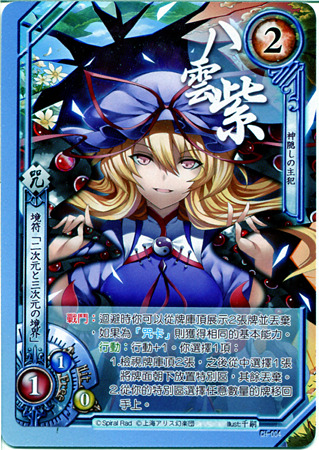 八雲紫
2
神隠しの主犯
咒
境符「二次元と三次元の境界」
戰鬥：迴避時你可以從牌庫頂展示2張牌並丟棄，
如果為「咒卡」則獲得相同的基本能力。
行動：行動+1，你選擇1項：
1.檢視牌庫頂2張，之後從中選擇1張
將牌面朝下放置特別區，其餘丟棄。
2.從你的特別區選擇任意數量的牌移回
手上。
1
1
0
©Spiral Rad ©上海アリス幻樂団
Illust:千嗣